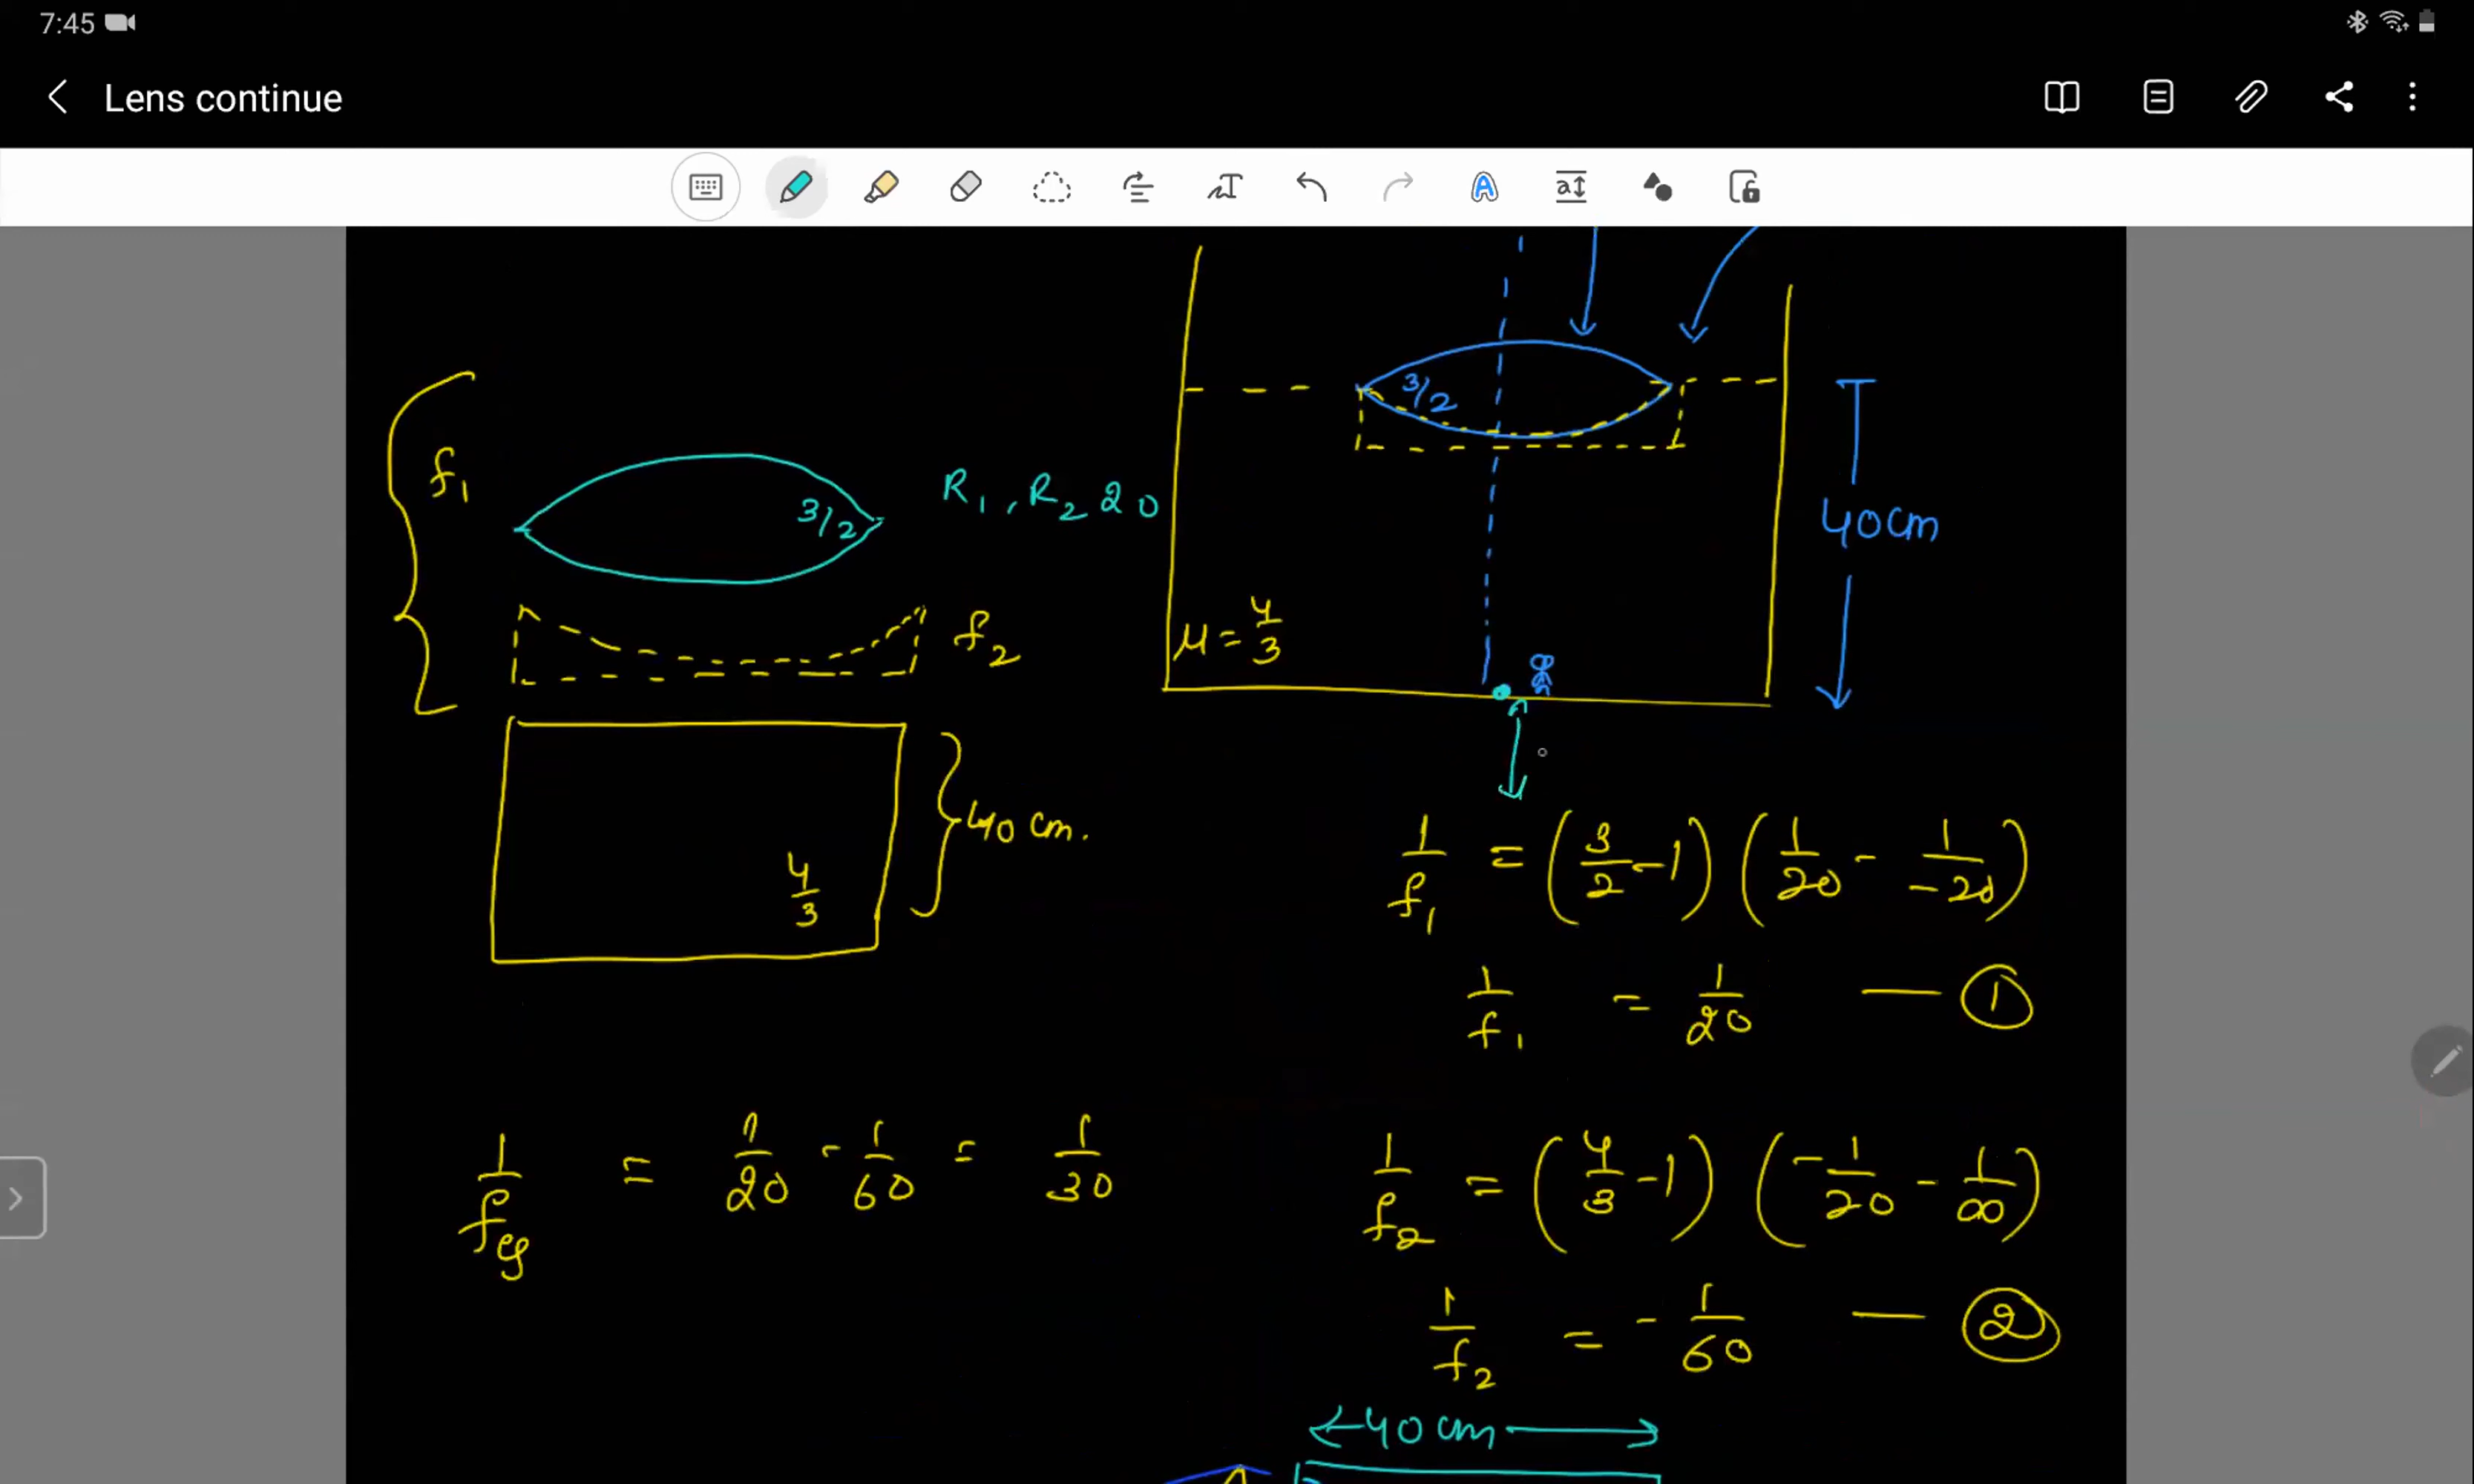 7:45
Lens continue
3/2
f₁
R₁, R₂ 20
3/2
40cm
μ = 4/3
f₂
40 cm.
4/3
1/f₁ = (3/2 - 1) (1/20 - 1/-20)
1/f₁ = 1/20 — ①
1/feq = 1/20 - 1/60 = 1/30
1/f₂ = (4/3 - 1) (-1/20 - 1/∞)
1/f₂ = - 1/60 — ②
←40 cm→